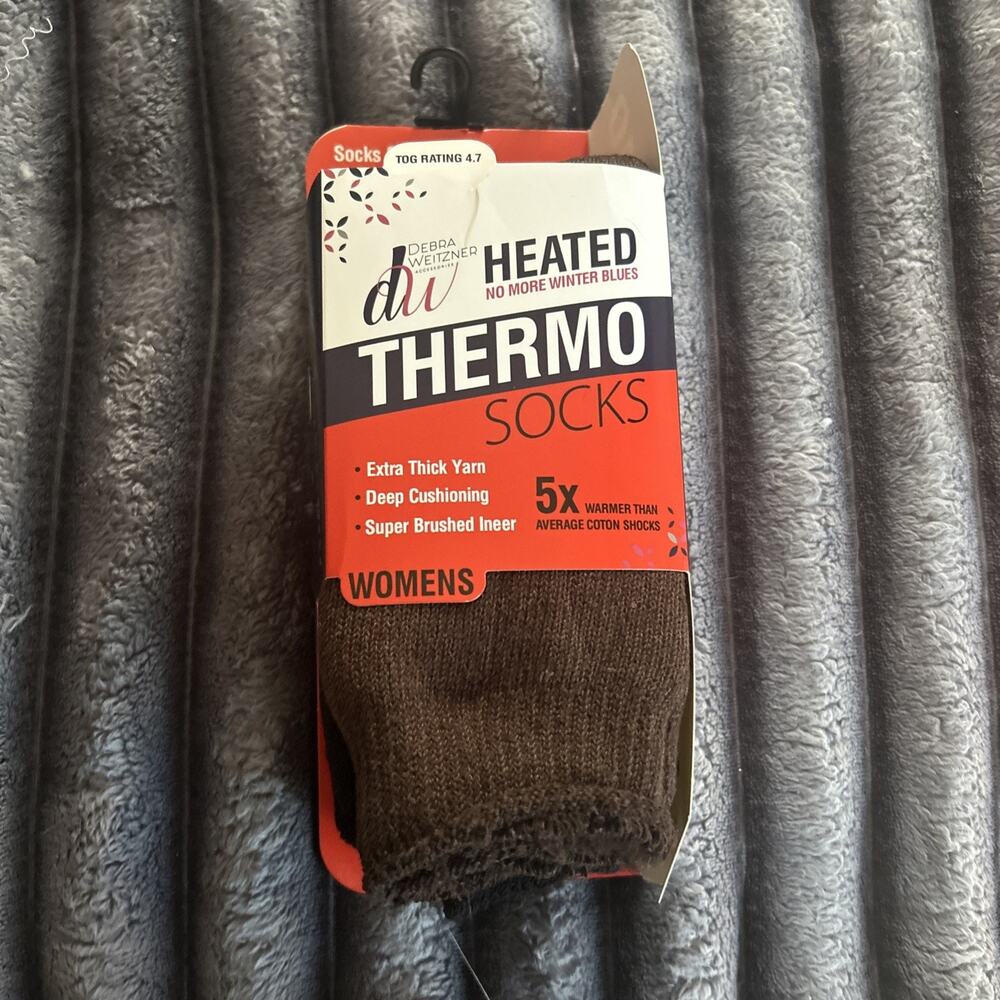 Socks
TOG RATING 4.7
DEBRA
WEITZNER
ACCESSORIES
dw
HEATED
NO MORE WINTER BLUES
THERMO
SOCKS
• Extra Thick Yarn
• Deep Cushioning
• Super Brushed Ineer
5x WARMER THAN
AVERAGE COTON SHOCKS
WOMENS